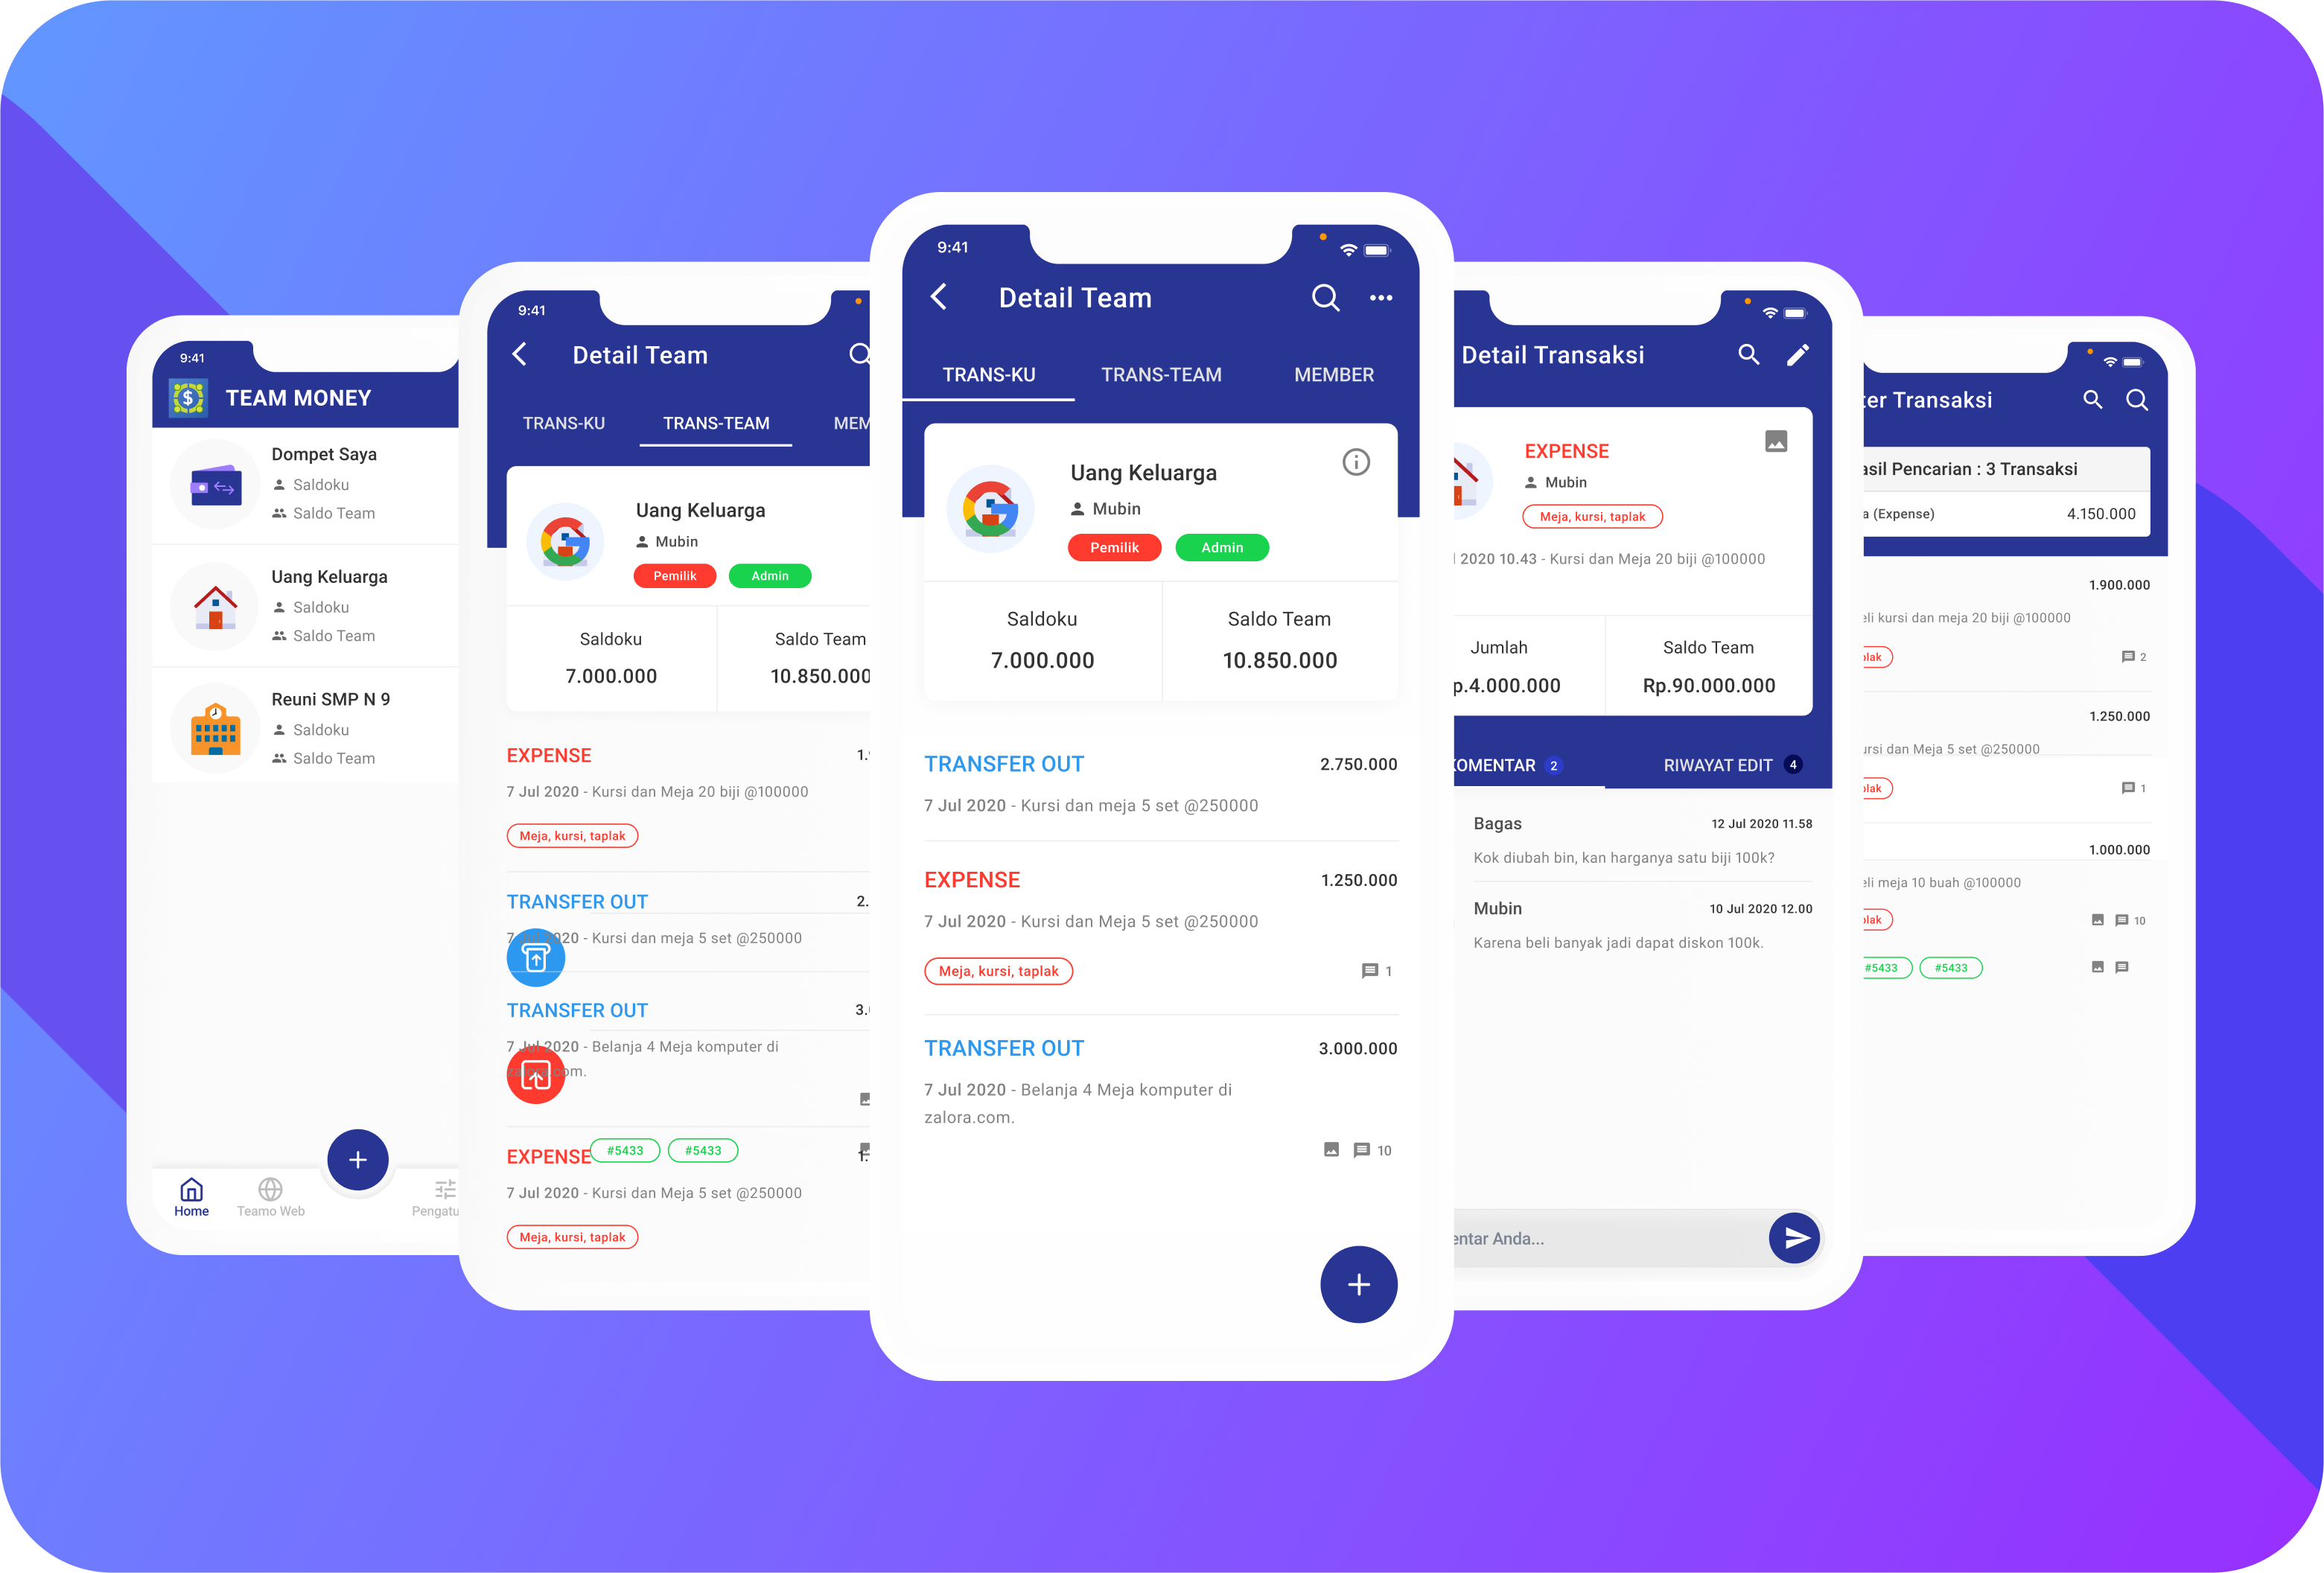 9:41
TEAM MONEY
Dompet Saya
Saldoku
Saldo Team
Uang Keluarga
Saldoku
Saldo Team
Reuni SMP N 9
Saldoku
Saldo Team
Home
Teamo Web
Pengatu
9:41
Detail Team
TRANS-KU TRANS-TEAM MEM
Uang Keluarga
Mubin
Pemilik Admin
Saldoku Saldo Team
7.000.000 10.850.000
EXPENSE 1.
7 Jul 2020 - Kursi dan Meja 20 biji @100000
Meja, kursi, taplak
TRANSFER OUT 2.
7 Jul 2020 - Kursi dan meja 5 set @250000
TRANSFER OUT 3.
7 Jul 2020 - Belanja 4 Meja komputer di
zalora.com.
EXPENSE #5433 #5433 1.
7 Jul 2020 - Kursi dan Meja 5 set @250000
Meja, kursi, taplak
9:41
Detail Team
TRANS-KU TRANS-TEAM MEMBER
Uang Keluarga
Mubin
Pemilik Admin
Saldoku Saldo Team
7.000.000 10.850.000
TRANSFER OUT 2.750.000
7 Jul 2020 - Kursi dan meja 5 set @250000
EXPENSE 1.250.000
7 Jul 2020 - Kursi dan Meja 5 set @250000
Meja, kursi, taplak 1
TRANSFER OUT 3.000.000
7 Jul 2020 - Belanja 4 Meja komputer di
zalora.com.
10
Detail Transaksi
EXPENSE
Mubin
Meja, kursi, taplak
2020 10.43 - Kursi dan Meja 20 biji @100000
Jumlah Saldo Team
p.4.000.000 Rp.90.000.000
OMENTAR 2 RIWAYAT EDIT 4
Bagas 12 Jul 2020 11.58
Kok diubah bin, kan harganya satu biji 100k?
Mubin 10 Jul 2020 12.00
Karena beli banyak jadi dapat diskon 100k.
entar Anda...
ter Transaksi
asil Pencarian : 3 Transaksi
a (Expense) 4.150.000
1.900.000
eli kursi dan meja 20 biji @100000
plak 2
1.250.000
ursi dan Meja 5 set @250000
plak 1
1.000.000
eli meja 10 buah @100000
plak 10
#5433 #5433